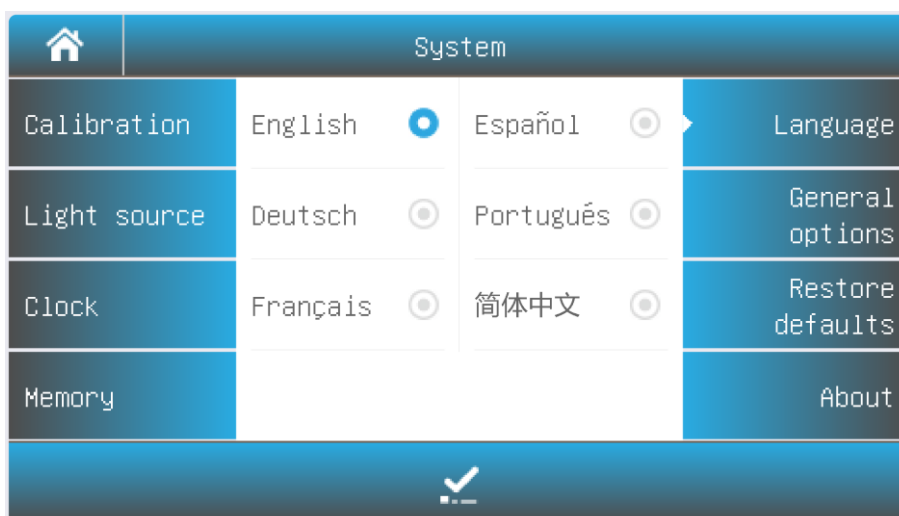 System
Calibration
English
Español
Language
Light source
Deutsch
Português
General
options
Clock
Français
简体中文
Restore
defaults
Memory
About